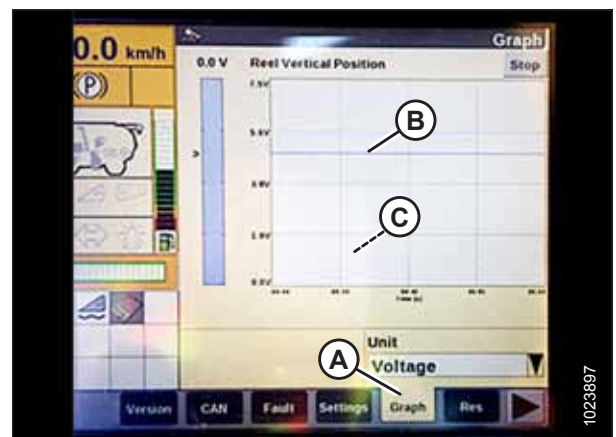 Graph
0.0 km/h
0.0 V Reel Vertical Position Stop
(P)
B
C
A
Unit
Voltage
Version CAN Fault Settings Graph Res
1023897